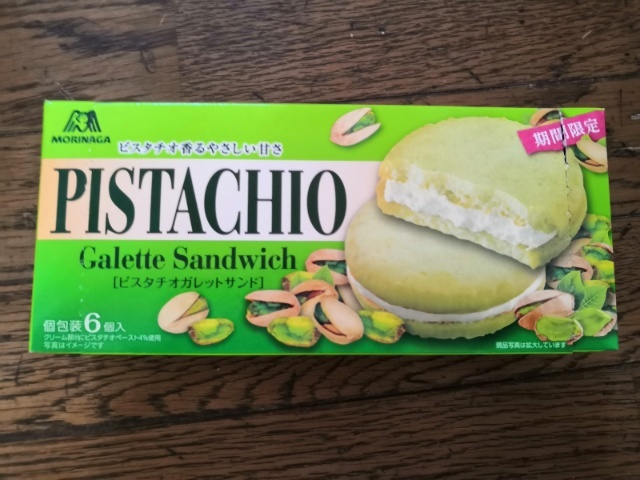 MORINAGA
期間限定
ピスタチオ香るやさしい甘さ
PISTACHIO
Galette Sandwich
[ピスタチオガレットサンド]
個包装6個入
クリーム部分にピスタチオペースト4%使用
写真はイメージです
商品写真は拡大しています